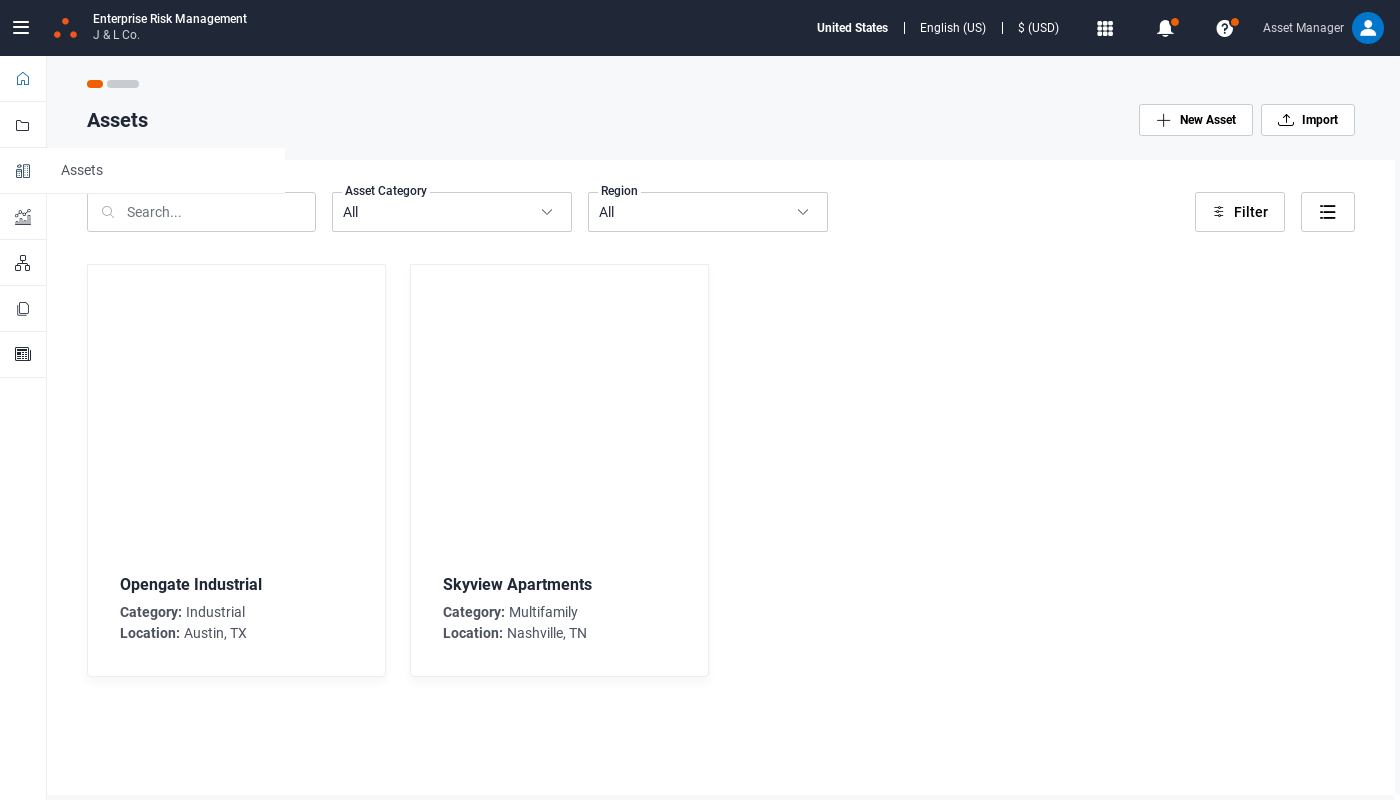 Enterprise Risk Management
J & L Co.
United States
English (US)
$ (USD)
Asset Manager
Assets
New Asset
Import
Assets
Search...
Asset Category
All
Region
All
Filter
Opengate Industrial
Category: Industrial
Location: Austin, TX
Skyview Apartments
Category: Multifamily
Location: Nashville, TN